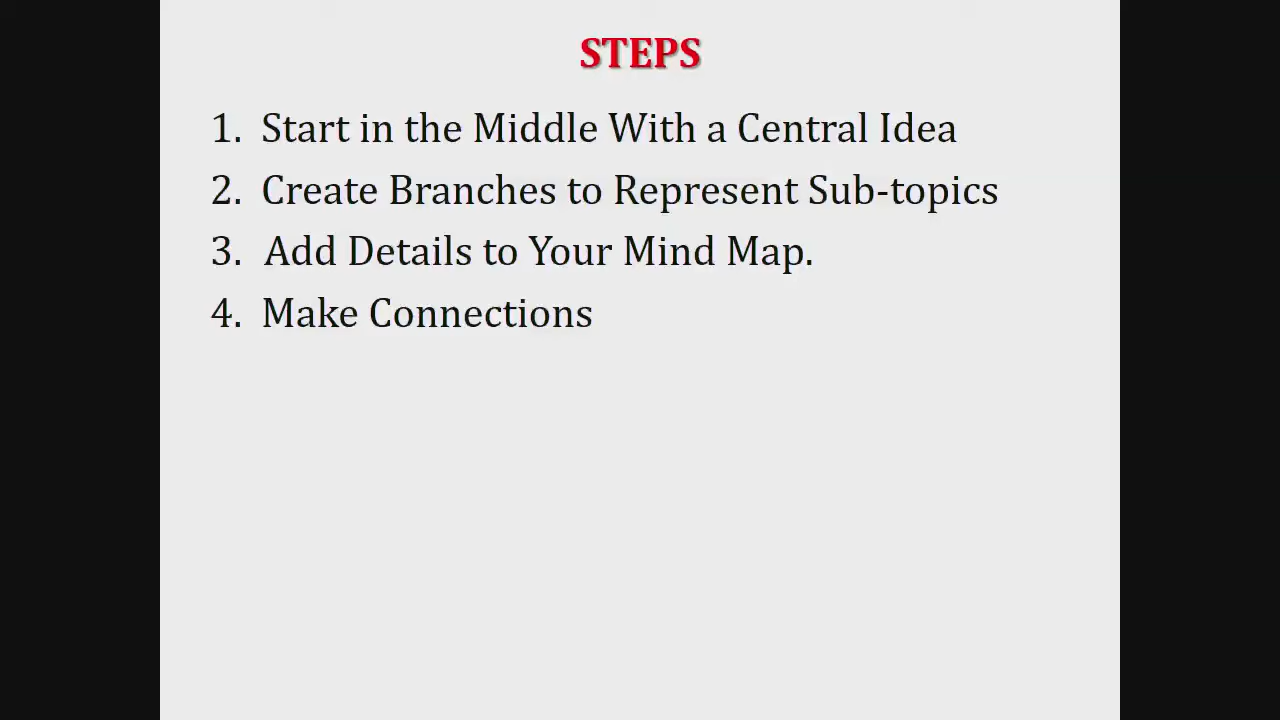 STEPS
1. Start in the Middle With a Central Idea
2. Create Branches to Represent Sub-topics
3. Add Details to Your Mind Map.
4. Make Connections